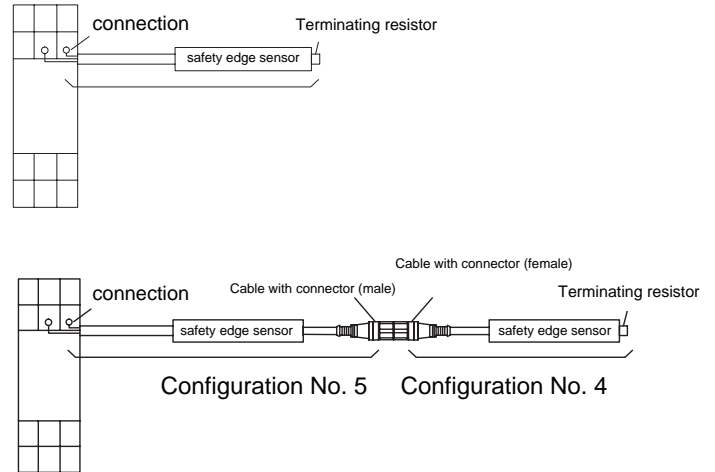 connection
Terminating resistor
safety edge sensor
Cable with connector (female)
connection
Cable with connector (male)
Terminating resistor
safety edge sensor
safety edge sensor
Configuration No. 5
Configuration No. 4